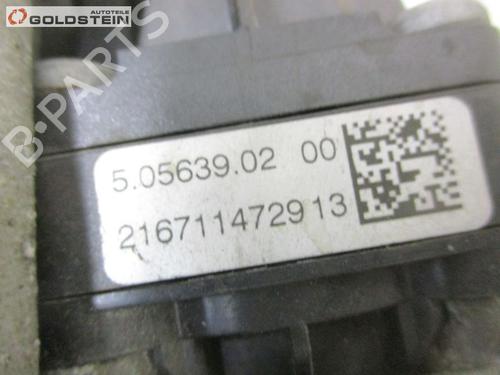 AUTOTEILE
GOLDSTEIN
B-PARTS
5.05639.02 00
216711472913